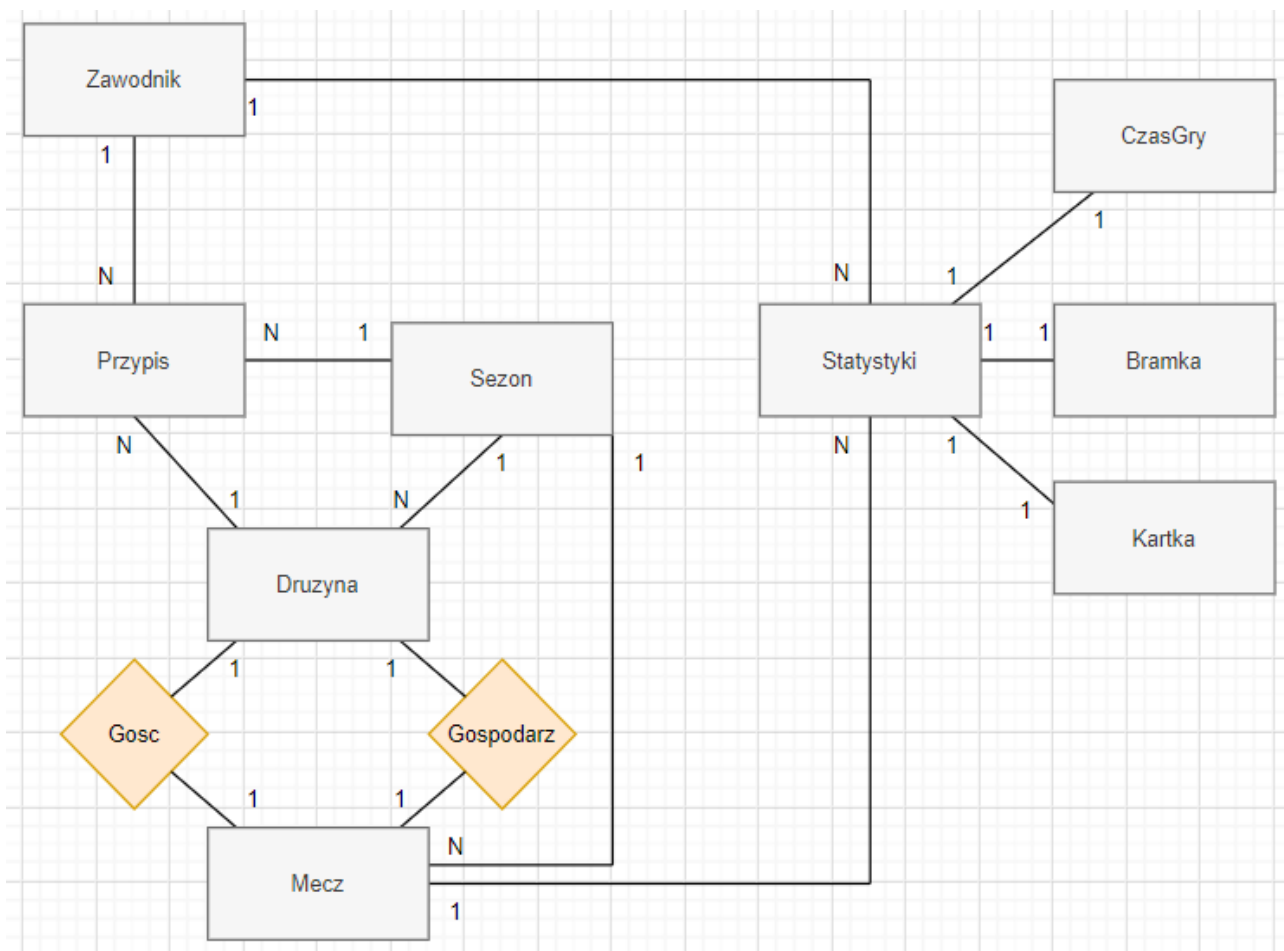 Zawodnik
1
1
CzasGry
1
N
N
1
N
1
Przypis
Sezon
Statystyki
1
1
Bramka
N
1
1
N
1
N
1
1
Kartka
Druzyna
1
1
Gosc
Gospodarz
1
1
N
Mecz
1